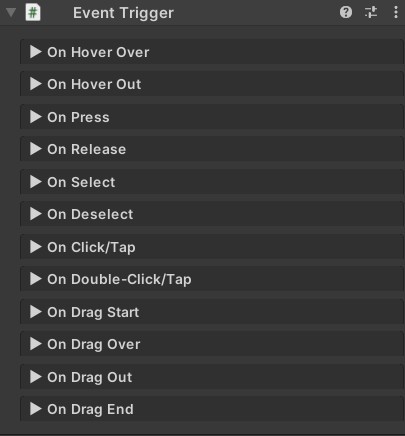 Event Trigger
On Hover Over
On Hover Out
On Press
On Release
On Select
On Deselect
On Click/Tap
On Double-Click/Tap
On Drag Start
On Drag Over
On Drag Out
On Drag End